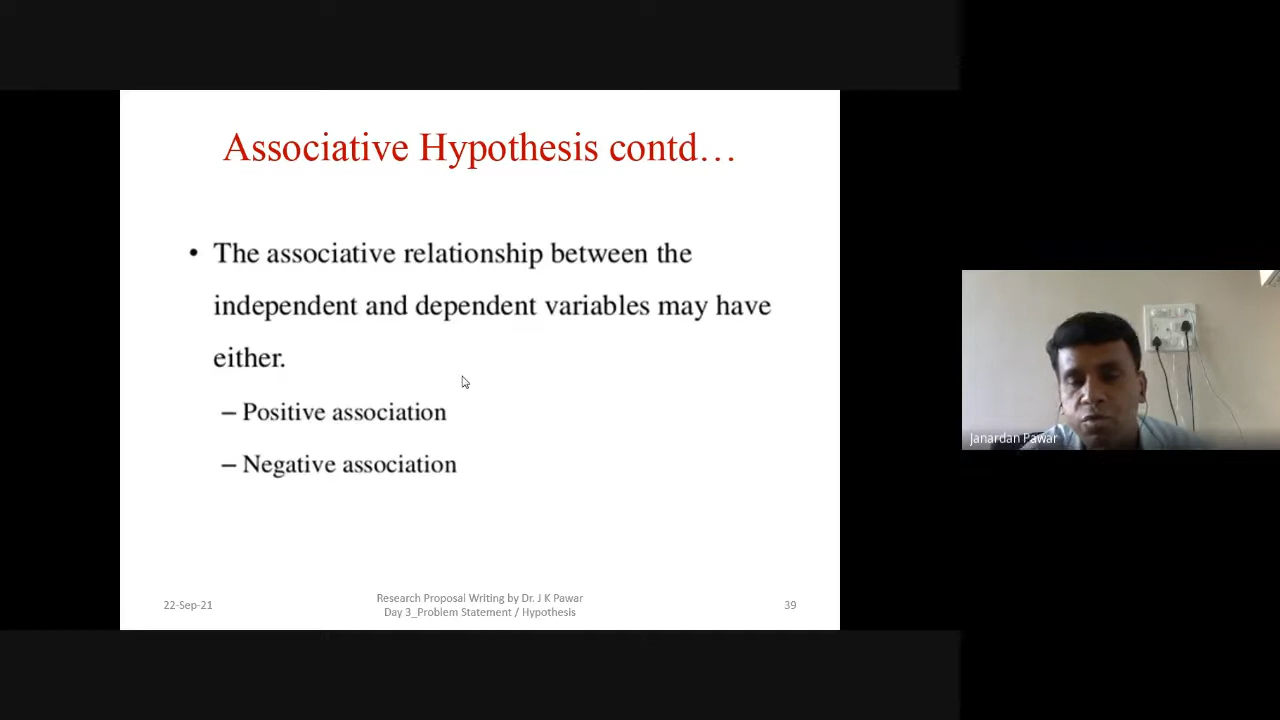 Associative Hypothesis contd...
• The associative relationship between the
independent and dependent variables may have
either.
– Positive association
– Negative association
22-Sep-21
Research Proposal Writing by Dr. J K Pawar
Day 3_Problem Statement / Hypothesis
39
Janardan Pawar